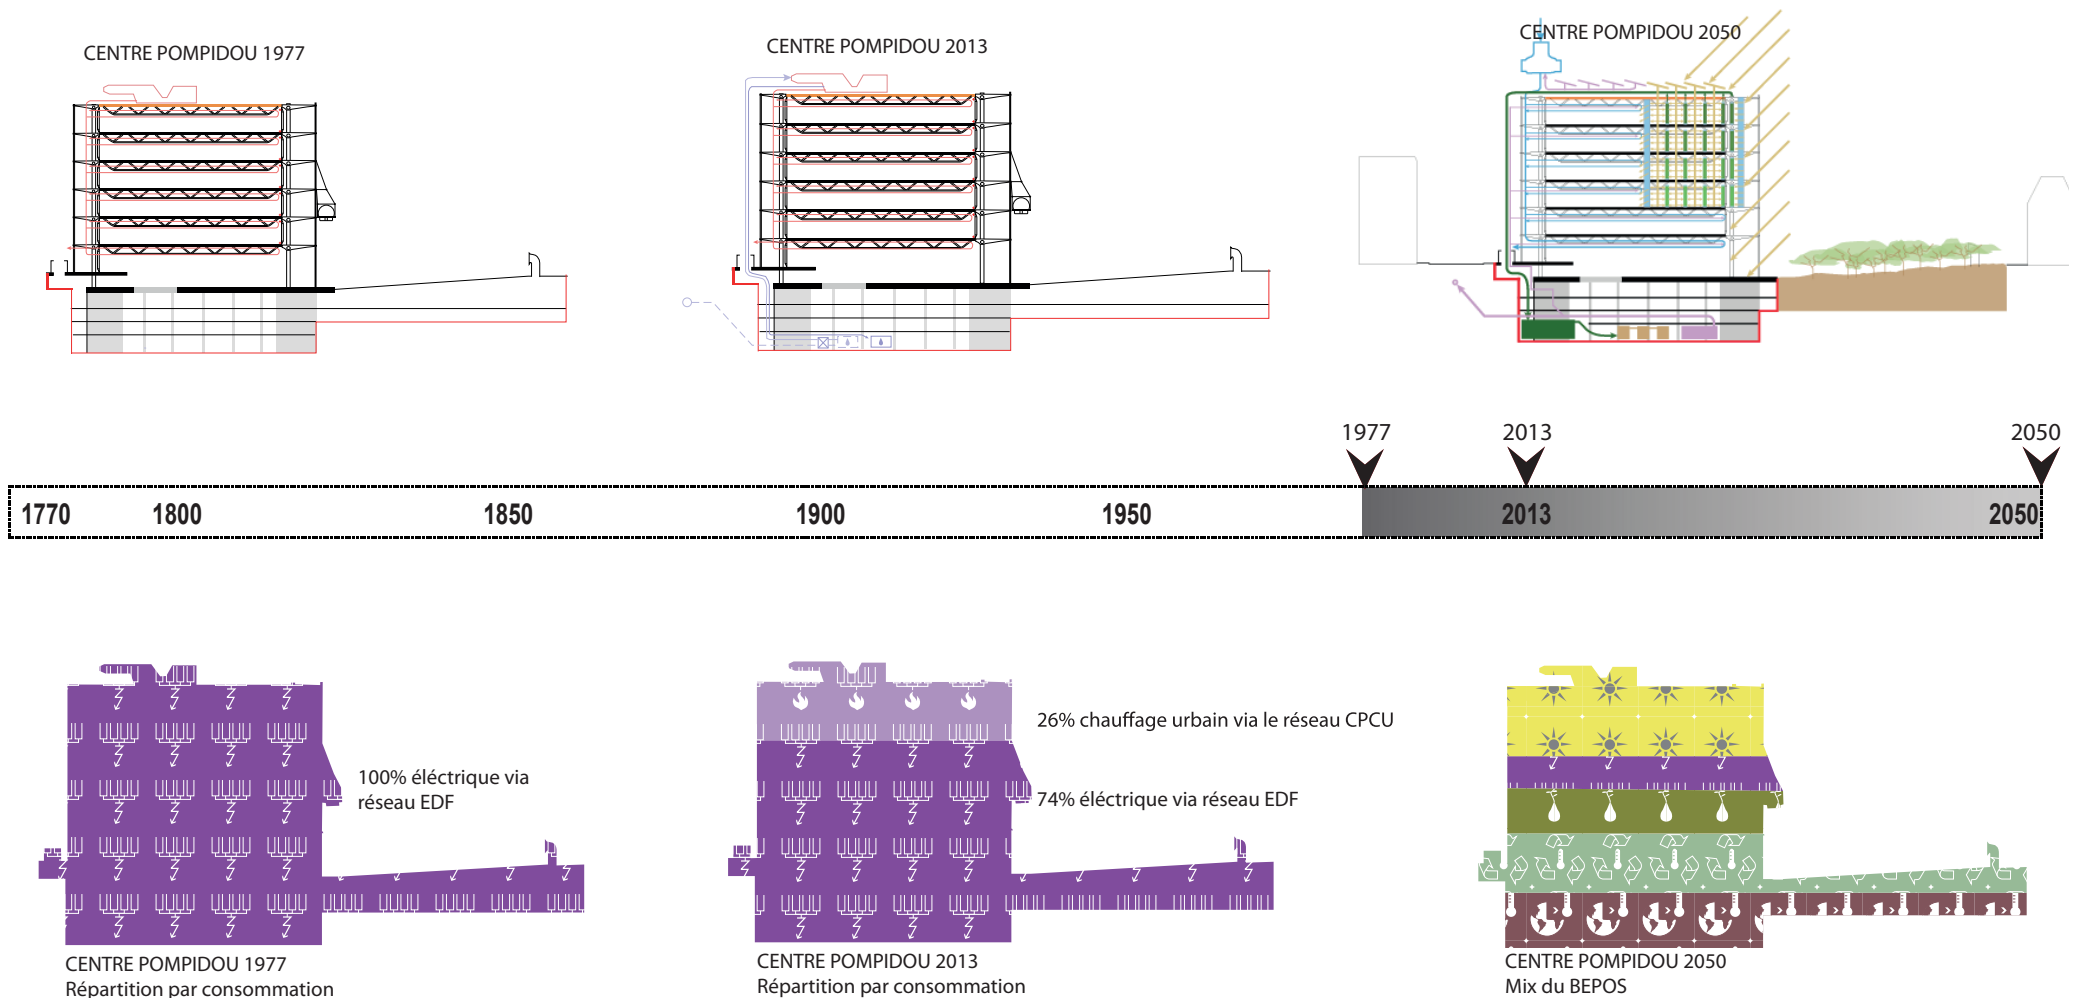 CENTRE POMPIDOU 1977
CENTRE POMPIDOU 2013
CENTRE POMPIDOU 2050
1977
2013
2050
1770
1800
1850
1900
1950
2013
2050
100% éléctrique via
réseau EDF
26% chauffage urbain via le réseau CPCU
74% éléctrique via réseau EDF
CENTRE POMPIDOU 1977
Répartition par consommation
CENTRE POMPIDOU 2013
Répartition par consommation
CENTRE POMPIDOU 2050
Mix du BEPOS